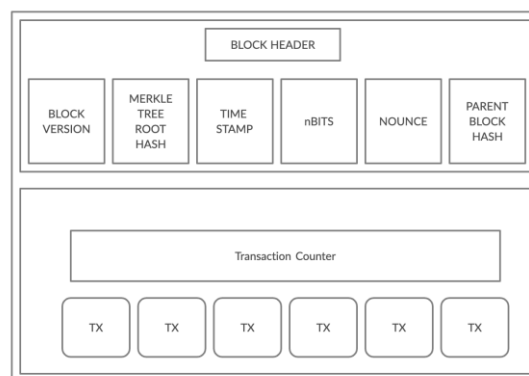 BLOCK HEADER
BLOCK
VERSION
MERKLE
TREE
ROOT
HASH
TIME
STAMP
nBITS
NOUNCE
PARENT
BLOCK
HASH
Transaction Counter
TX
TX
TX
TX
TX
TX